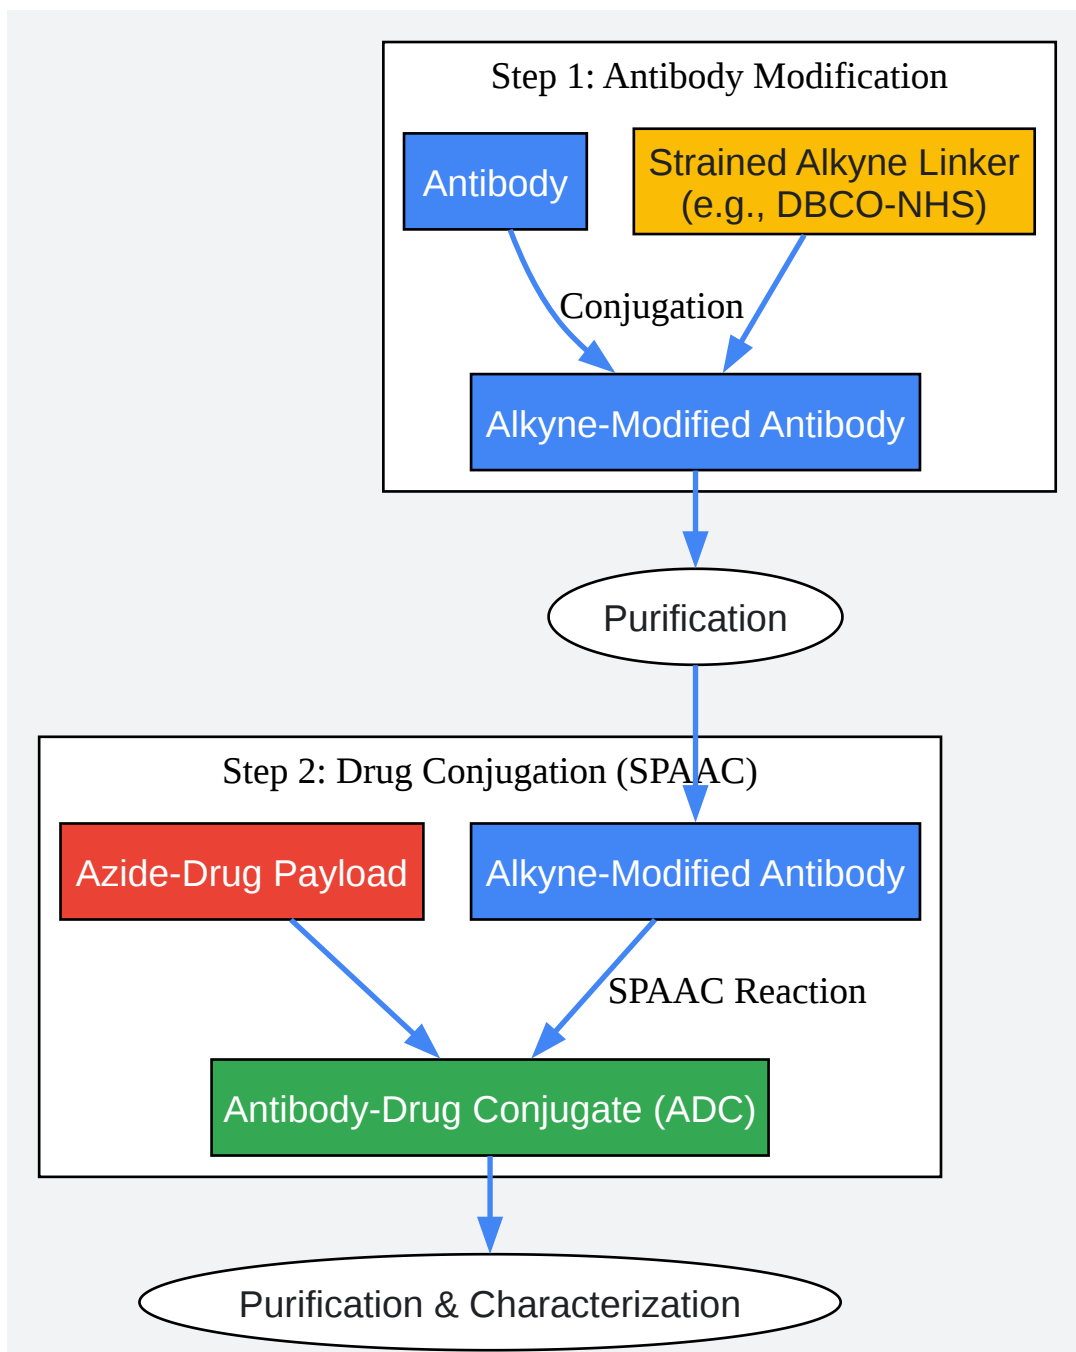 Step 1: Antibody Modification
Antibody
Strained Alkyne Linker
(e.g., DBCO-NHS)
Conjugation
Alkyne-Modified Antibody
Purification
Step 2: Drug Conjugation (SPAAC)
Azide-Drug Payload
Alkyne-Modified Antibody
SPAAC Reaction
Antibody-Drug Conjugate (ADC)
Purification & Characterization